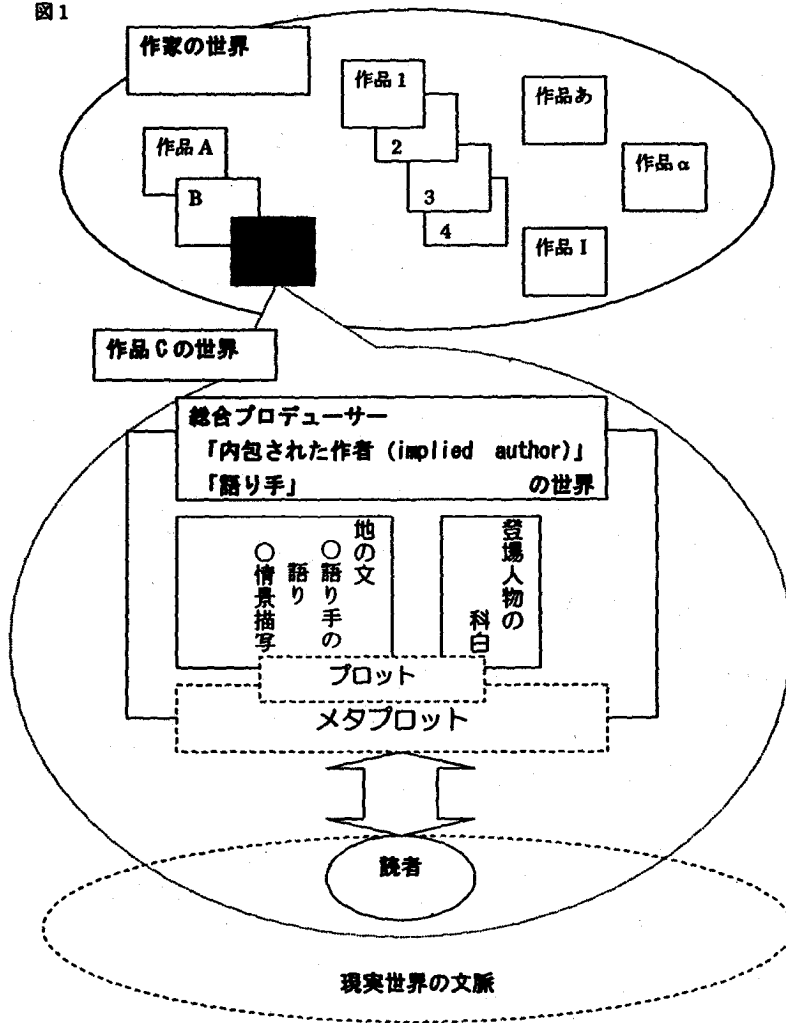 図1
作家の世界
作品1
2
3
4
作品あ
作品α
作品I
作品A
B
作品Cの世界
総合プロデューサー
「内包された作者 (implied author)」
「語り手」 の世界
登場人物の
科白
地の文
○語り手の
語り
○情景描写
プロット
メタプロット
読者
現実世界の文脈